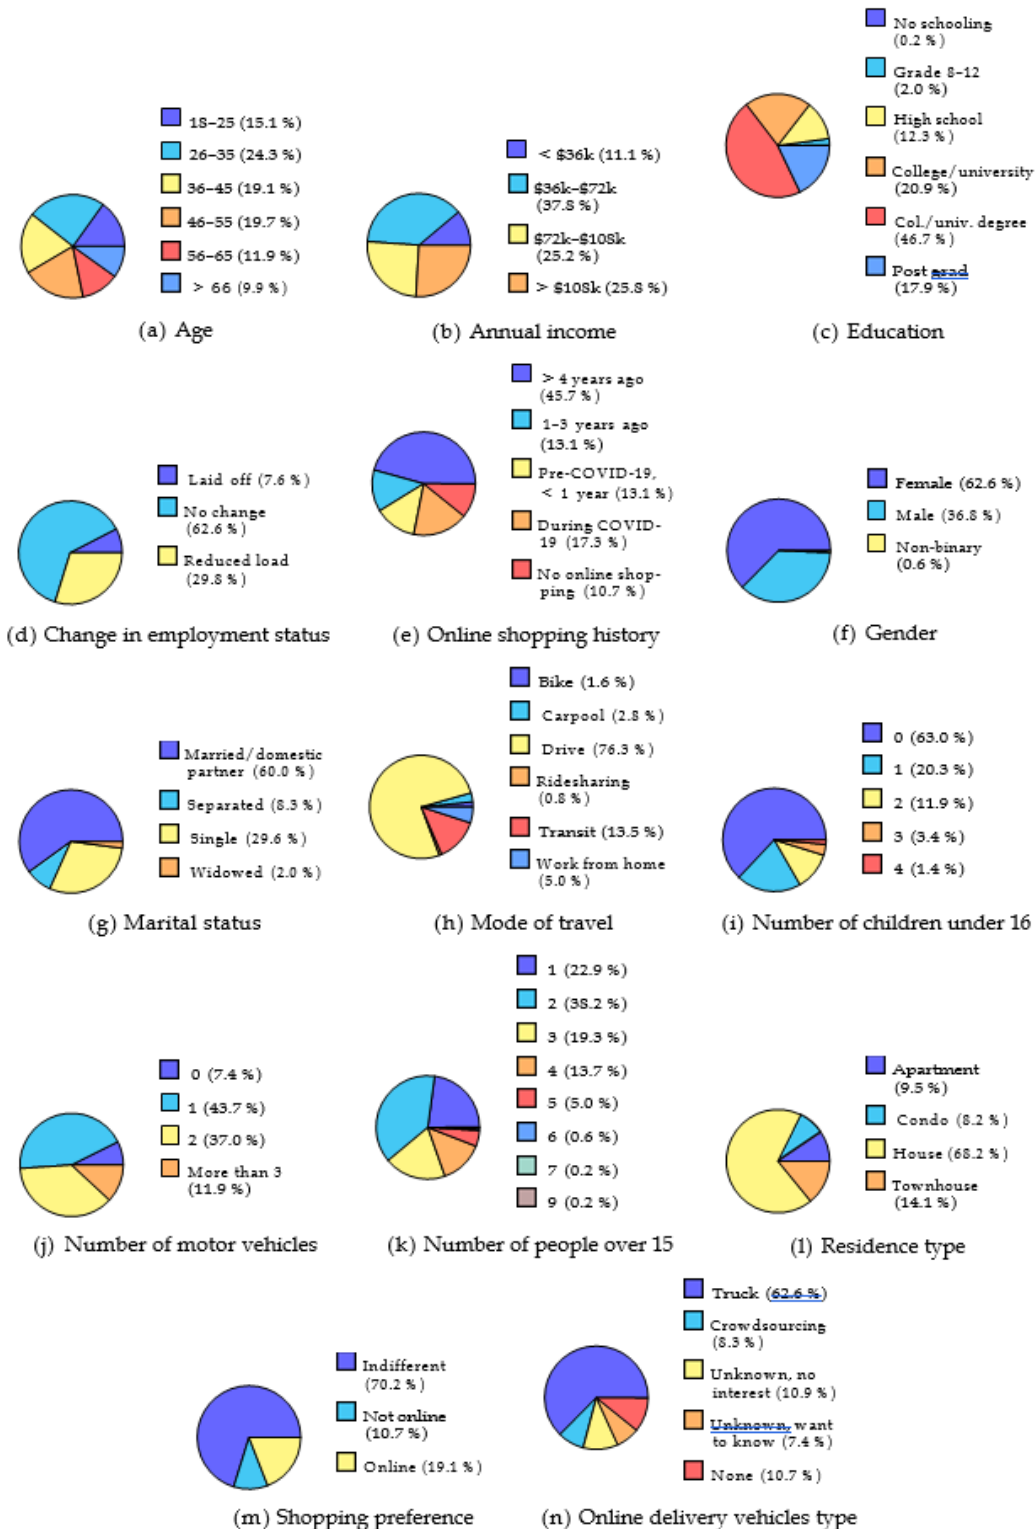 18–25 (15.1 %)
26–35 (24.3 %)
36–45 (19.1 %)
46–55 (19.7 %)
56–65 (11.9 %)
> 66 (9.9 %)
(a) Age
< $36k (11.1 %)
$36k–$72k
(37.8 %)
$72k–$108k
(25.2 %)
> $108k (25.8 %)
(b) Annual income
No schooling
(0.2 %)
Grade 8–12
(2.0 %)
High school
(12.3 %)
College/university
(20.9 %)
Col./univ. degree
(46.7 %)
Post grad
(17.9 %)
(c) Education
Laid off (7.6 %)
No change
(62.6 %)
Reduced load
(29.8 %)
(d) Change in employment status
> 4 years ago
(45.7 %)
1–3 years ago
(13.1 %)
Pre-COVID-19,
< 1 year (13.1 %)
During COVID-
19 (17.3 %)
No online shop-
ping (10.7 %)
(e) Online shopping history
Female (62.6 %)
Male (36.8 %)
Non-binary
(0.6 %)
(f) Gender
Married/domestic
partner (60.0 %)
Separated (8.3 %)
Single (29.6 %)
Widowed (2.0 %)
(g) Marital status
Bike (1.6 %)
Carpool (2.8 %)
Drive (76.3 %)
Ridesharing
(0.8 %)
Transit (13.5 %)
Work from home
(5.0 %)
(h) Mode of travel
0 (63.0 %)
1 (20.3 %)
2 (11.9 %)
3 (3.4 %)
4 (1.4 %)
(i) Number of children under 16
0 (7.4 %)
1 (43.7 %)
2 (37.0 %)
More than 3
(11.9 %)
(j) Number of motor vehicles
1 (22.9 %)
2 (38.2 %)
3 (19.3 %)
4 (13.7 %)
5 (5.0 %)
6 (0.6 %)
7 (0.2 %)
9 (0.2 %)
(k) Number of people over 15
Apartment
(9.5 %)
Condo (8.2 %)
House (68.2 %)
Townhouse
(14.1 %)
(l) Residence type
Indifferent
(70.2 %)
Not online
(10.7 %)
Online (19.1 %)
(m) Shopping preference
Truck (62.6 %)
Crowdsourcing
(8.3 %)
Unknown, no
interest (10.9 %)
Unknown, want
to know (7.4 %)
None (10.7 %)
(n) Online delivery vehicles type